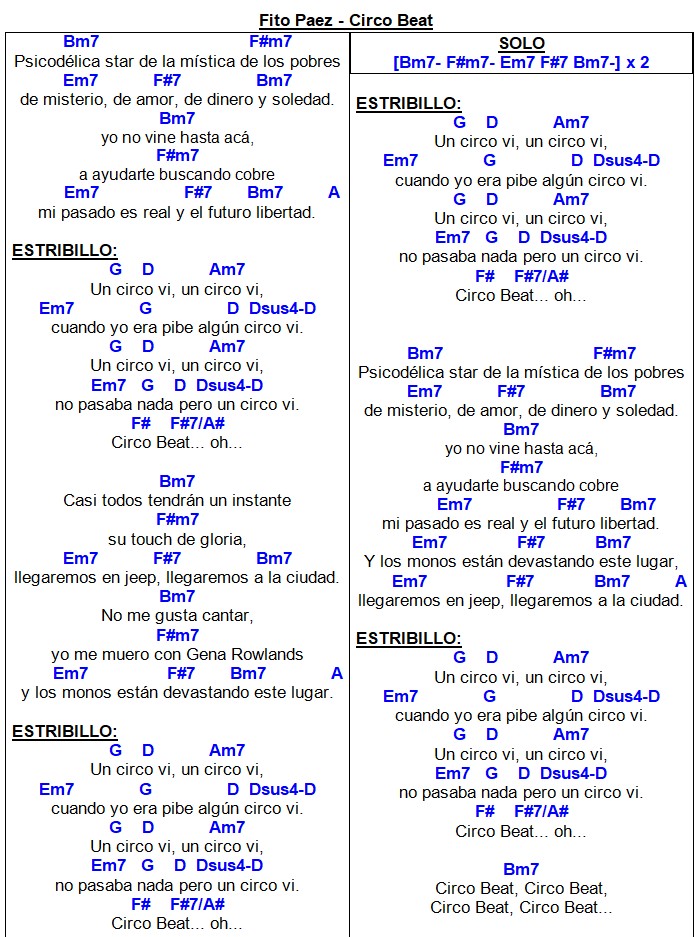 Fito Paez - Circo Beat
Bm7 F#m7
Psicodélica star de la mística de los pobres
Em7 F#7 Bm7
de misterio, de amor, de dinero y soledad.
Bm7
yo no vine hasta acá,
F#m7
a ayudarte buscando cobre
Em7 F#7 Bm7 A
mi pasado es real y el futuro libertad.
ESTRIBILLO:
G D Am7
Un circo vi, un circo vi,
Em7 G D Dsus4-D
cuando yo era pibe algún circo vi.
G D Am7
Un circo vi, un circo vi,
Em7 G D Dsus4-D
no pasaba nada pero un circo vi.
F# F#7/A#
Circo Beat... oh...
Bm7
Casi todos tendrán un instante
F#m7
su touch de gloria,
Em7 F#7 Bm7
llegaremos en jeep, llegaremos a la ciudad.
Bm7
No me gusta cantar,
F#m7
yo me muero con Gena Rowlands
Em7 F#7 Bm7 A
y los monos están devastando este lugar.
ESTRIBILLO:
G D Am7
Un circo vi, un circo vi,
Em7 G D Dsus4-D
cuando yo era pibe algún circo vi.
G D Am7
Un circo vi, un circo vi,
Em7 G D Dsus4-D
no pasaba nada pero un circo vi.
F# F#7/A#
Circo Beat... oh...
SOLO
[Bm7- F#m7- Em7 F#7 Bm7-] x 2
ESTRIBILLO:
G D Am7
Un circo vi, un circo vi,
Em7 G D Dsus4-D
cuando yo era pibe algún circo vi.
G D Am7
Un circo vi, un circo vi,
Em7 G D Dsus4-D
no pasaba nada pero un circo vi.
F# F#7/A#
Circo Beat... oh...
Bm7 F#m7
Psicodélica star de la mística de los pobres
Em7 F#7 Bm7
de misterio, de amor, de dinero y soledad.
Bm7
yo no vine hasta acá,
F#m7
a ayudarte buscando cobre
Em7 F#7 Bm7
mi pasado es real y el futuro libertad.
Em7 F#7 Bm7
Y los monos están devastando este lugar,
Em7 F#7 Bm7 A
llegaremos en jeep, llegaremos a la ciudad.
ESTRIBILLO:
G D Am7
Un circo vi, un circo vi,
Em7 G D Dsus4-D
cuando yo era pibe algún circo vi.
G D Am7
Un circo vi, un circo vi,
Em7 G D Dsus4-D
no pasaba nada pero un circo vi.
F# F#7/A#
Circo Beat... oh...
Bm7
Circo Beat, Circo Beat,
Circo Beat, Circo Beat...